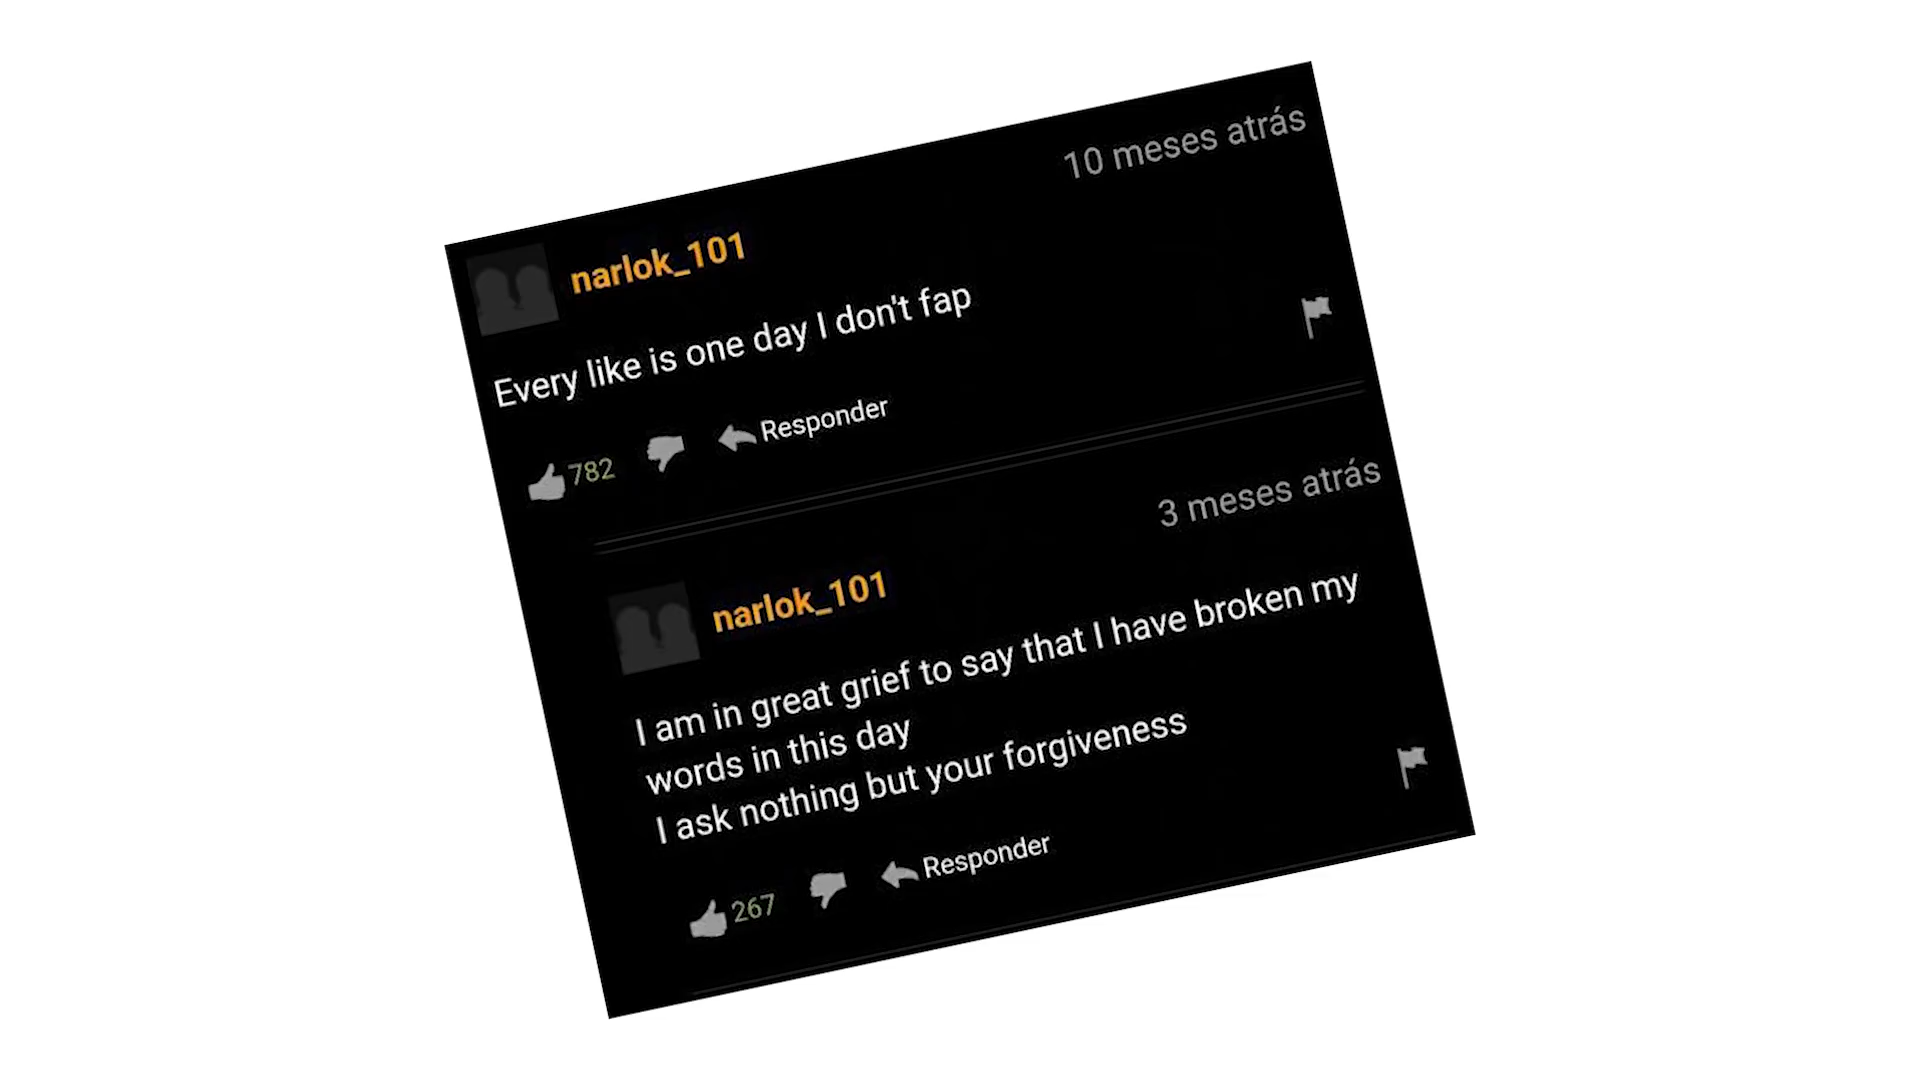 10 meses atrás
narlok_101
Every like is one day I don't fap
782 Responder
3 meses atrás
narlok_101
I am in great grief to say that I have broken my
words in this day
I ask nothing but your forgiveness
267 Responder